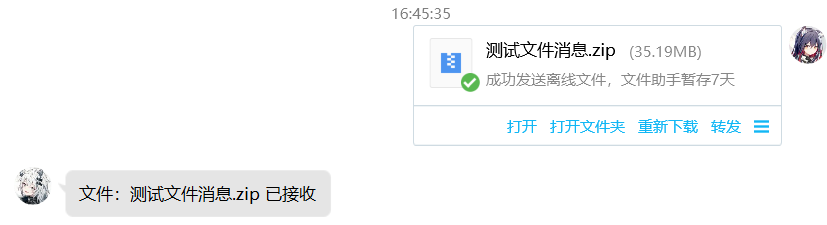 16:45:35
测试文件消息.zip (35.19MB)
成功发送离线文件，文件助手暂存7天
打开 打开文件夹 重新下载 转发
文件：测试文件消息.zip 已接收